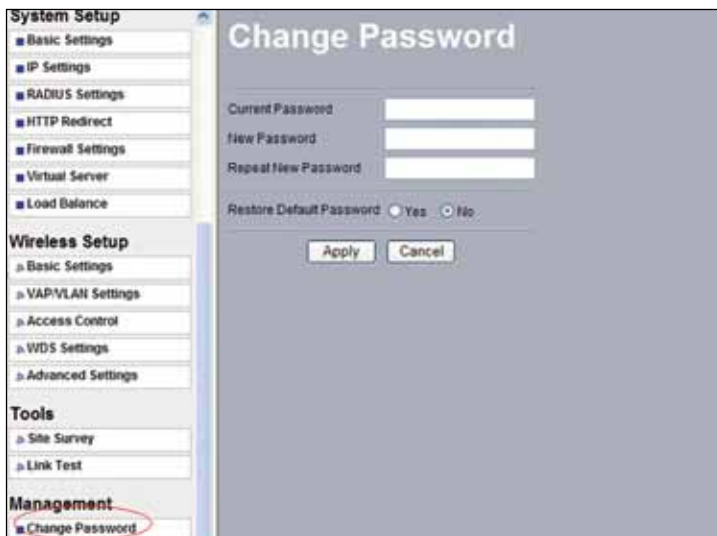 System Setup
Basic Settings
IP Settings
RADIUS Settings
HTTP Redirect
Firewall Settings
Virtual Server
Load Balance
Wireless Setup
Basic Settings
VAP/VLAN Settings
Access Control
WDS Settings
Advanced Settings
Tools
Site Survey
Link Test
Management
Change Password
Change Password
Current Password
New Password
Repeat New Password
Restore Default Password Yes No
Apply Cancel